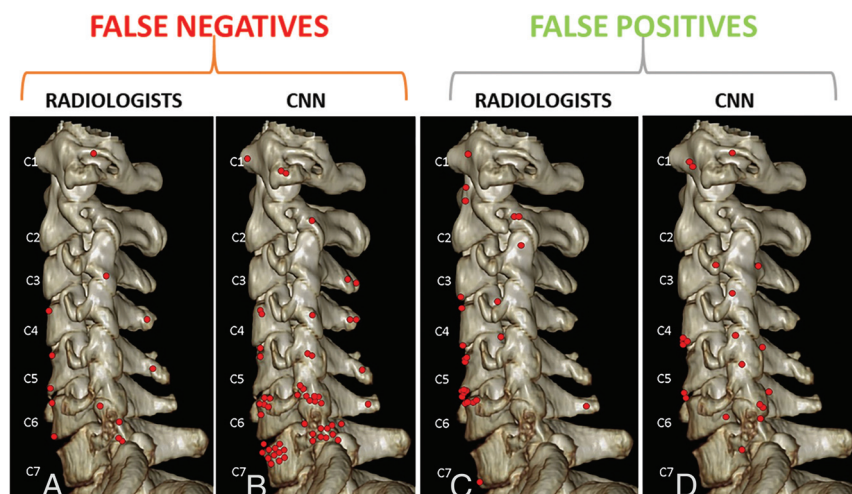 FALSE NEGATIVES
FALSE POSITIVES
RADIOLOGISTS
CNN
RADIOLOGISTS
CNN
C1
C2
C3
C4
C5
C6
C7
A
C1
C2
C3
C4
C5
C6
C7
B
C1
C2
C3
C4
C5
C6
C7
C
C1
C2
C3
C4
C5
C6
C7
D